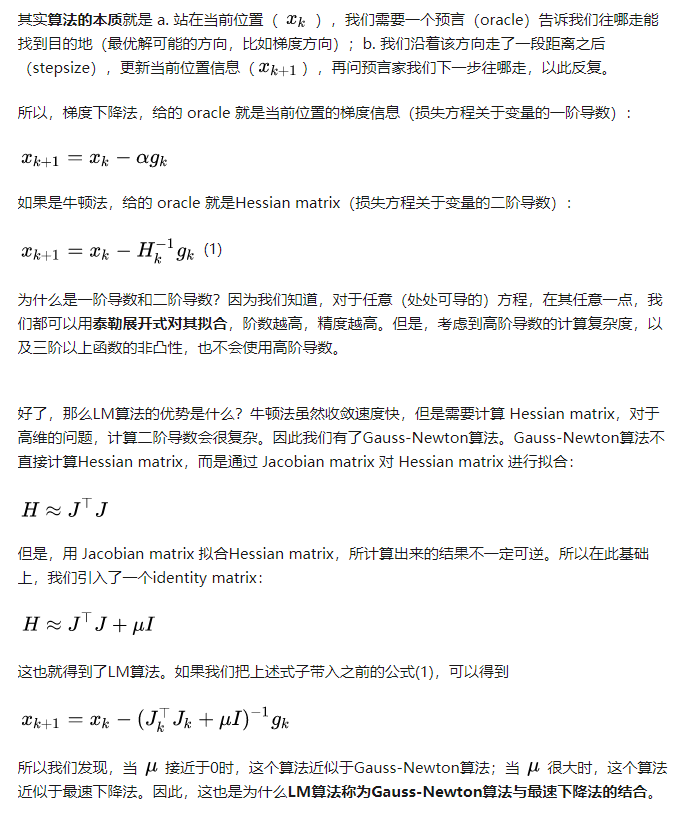 其实算法的本质就是 a. 站在当前位置（ x_k ），我们需要一个预言（oracle）告诉我们往哪走能
找到目的地（最优解可能的方向，比如梯度方向）；b. 我们沿着该方向走了一段距离之后
（stepsize），更新当前位置信息（ x_{k+1} ），再问预言家我们下一步往哪走，以此反复。
所以，梯度下降法，给的 oracle 就是当前位置的梯度信息（损失方程关于变量的一阶导数）：
x_{k+1} = x_k − αg_k
如果是牛顿法，给的 oracle 就是Hessian matrix（损失方程关于变量的二阶导数）：
x_{k+1} = x_k − H_k^{−1} g_k (1)
为什么是一阶导数和二阶导数？因为我们知道，对于任意（处处可导的）方程，在其任意一点，我
们都可以用泰勒展开式对其拟合，阶数越高，精度越高。但是，考虑到高阶导数的计算复杂度，以
及三阶以上函数的非凸性，也不会使用高阶导数。
好了，那么LM算法的优势是什么？牛顿法虽然收敛速度快，但是需要计算 Hessian matrix，对于
高维的问题，计算二阶导数会很复杂。因此我们有了Gauss-Newton算法。Gauss-Newton算法不
直接计算Hessian matrix，而是通过 Jacobian matrix 对 Hessian matrix 进行拟合：
H ≈ J^⊤ J
但是，用 Jacobian matrix 拟合Hessian matrix，所计算出来的结果不一定可逆。所以在此基础
上，我们引入了一个identity matrix：
H ≈ J^⊤ J + μI
这也就得到了LM算法。如果我们把上述式子带入之前的公式(1)，可以得到
x_{k+1} = x_k − (J_k^⊤ J_k + μI)^{−1} g_k
所以我们发现，当 μ 接近于0时，这个算法近似于Gauss-Newton算法；当 μ 很大时，这个算法
近似于最速下降法。因此，这也是为什么LM算法称为Gauss-Newton算法与最速下降法的结合。